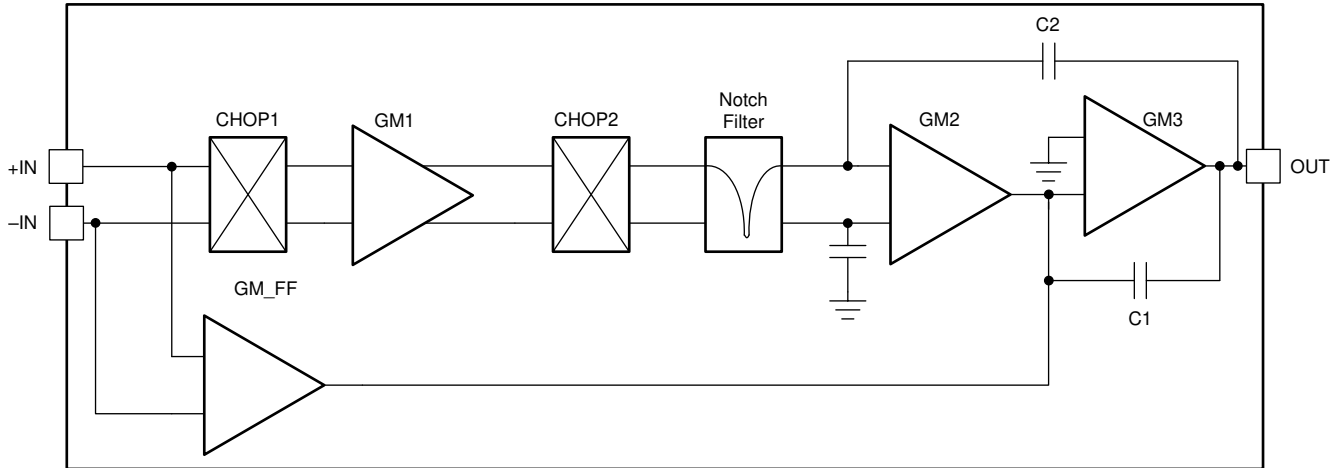 C2
Notch
Filter
CHOP1
GM1
CHOP2
GM2
GM3
+IN
–IN
OUT
GM_FF
C1